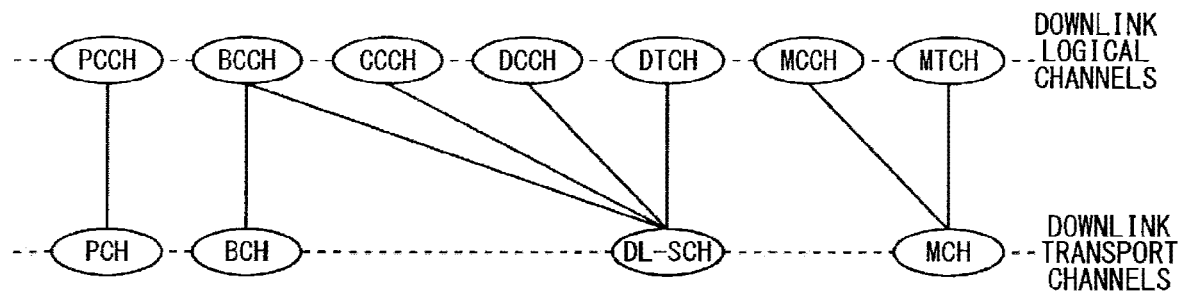 PCCH BCCH CCCH DCCH DTCH MCCH MTCH
DOWNLINK
LOGICAL
CHANNELS
PCH BCH DL-SCH MCH
DOWNLINK
TRANSPORT
CHANNELS